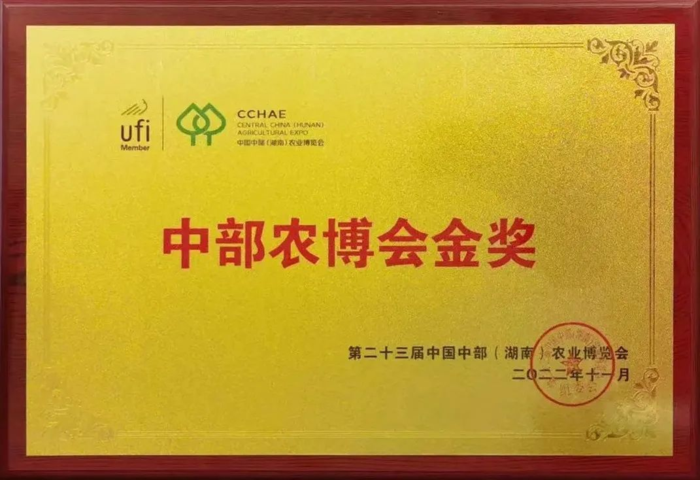 ufi
Member
CCHAE
CENTRAL CHINA (HUNAN)
AGRICULTURAL EXPO
中国中部(湖南)农业博览会
中部农博会金奖
第二十三届中国中部(湖南)农业博览会
二〇二二年十一月